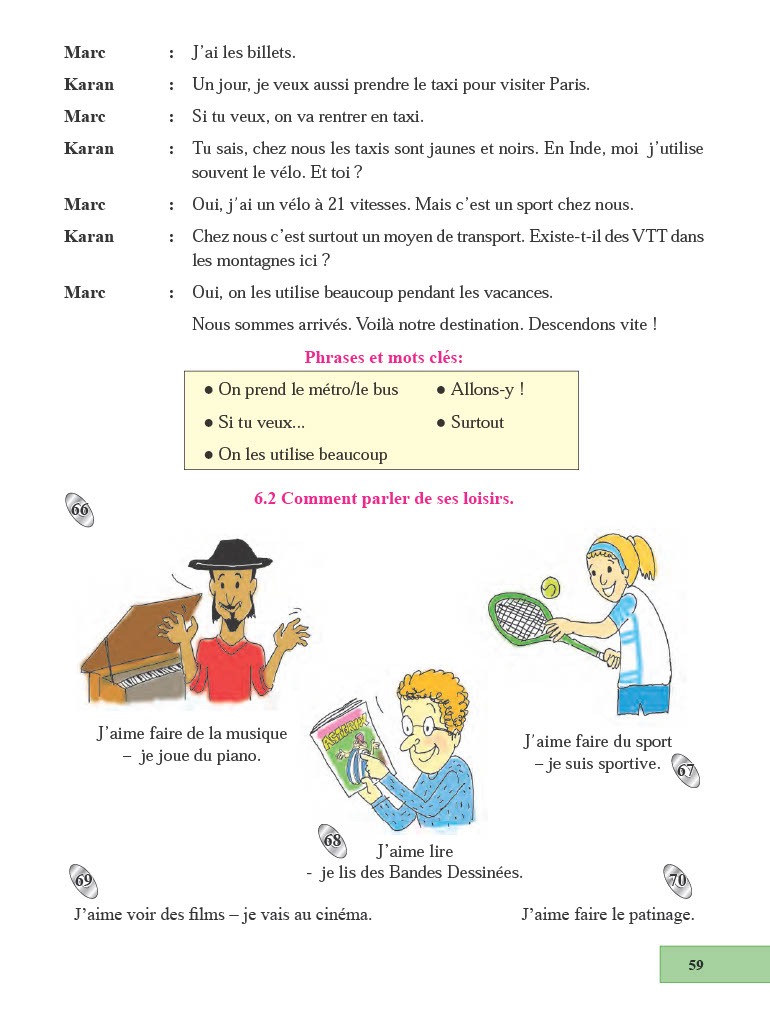 Marc : J'ai les billets.
Karan : Un jour, je veux aussi prendre le taxi pour visiter Paris.
Marc : Si tu veux, on va rentrer en taxi.
Karan : Tu sais, chez nous les taxis sont jaunes et noirs. En Inde, moi j'utilise
souvent le vélo. Et toi ?
Marc : Oui, j'ai un vélo à 21 vitesses. Mais c'est un sport chez nous.
Karan : Chez nous c'est surtout un moyen de transport. Existe-t-il des VTT dans
les montagnes ici ?
Marc : Oui, on les utilise beaucoup pendant les vacances.
Nous sommes arrivés. Voilà notre destination. Descendons vite !
Phrases et mots clés:
● On prend le métro/le bus ● Allons-y !
● Si tu veux... ● Surtout
● On les utilise beaucoup
66
6.2 Comment parler de ses loisirs.
J'aime faire de la musique
– je joue du piano.
J'aime faire du sport
– je suis sportive.
67
68
J'aime lire
- je lis des Bandes Dessinées.
69
70
J'aime voir des films – je vais au cinéma.
J'aime faire le patinage.
59